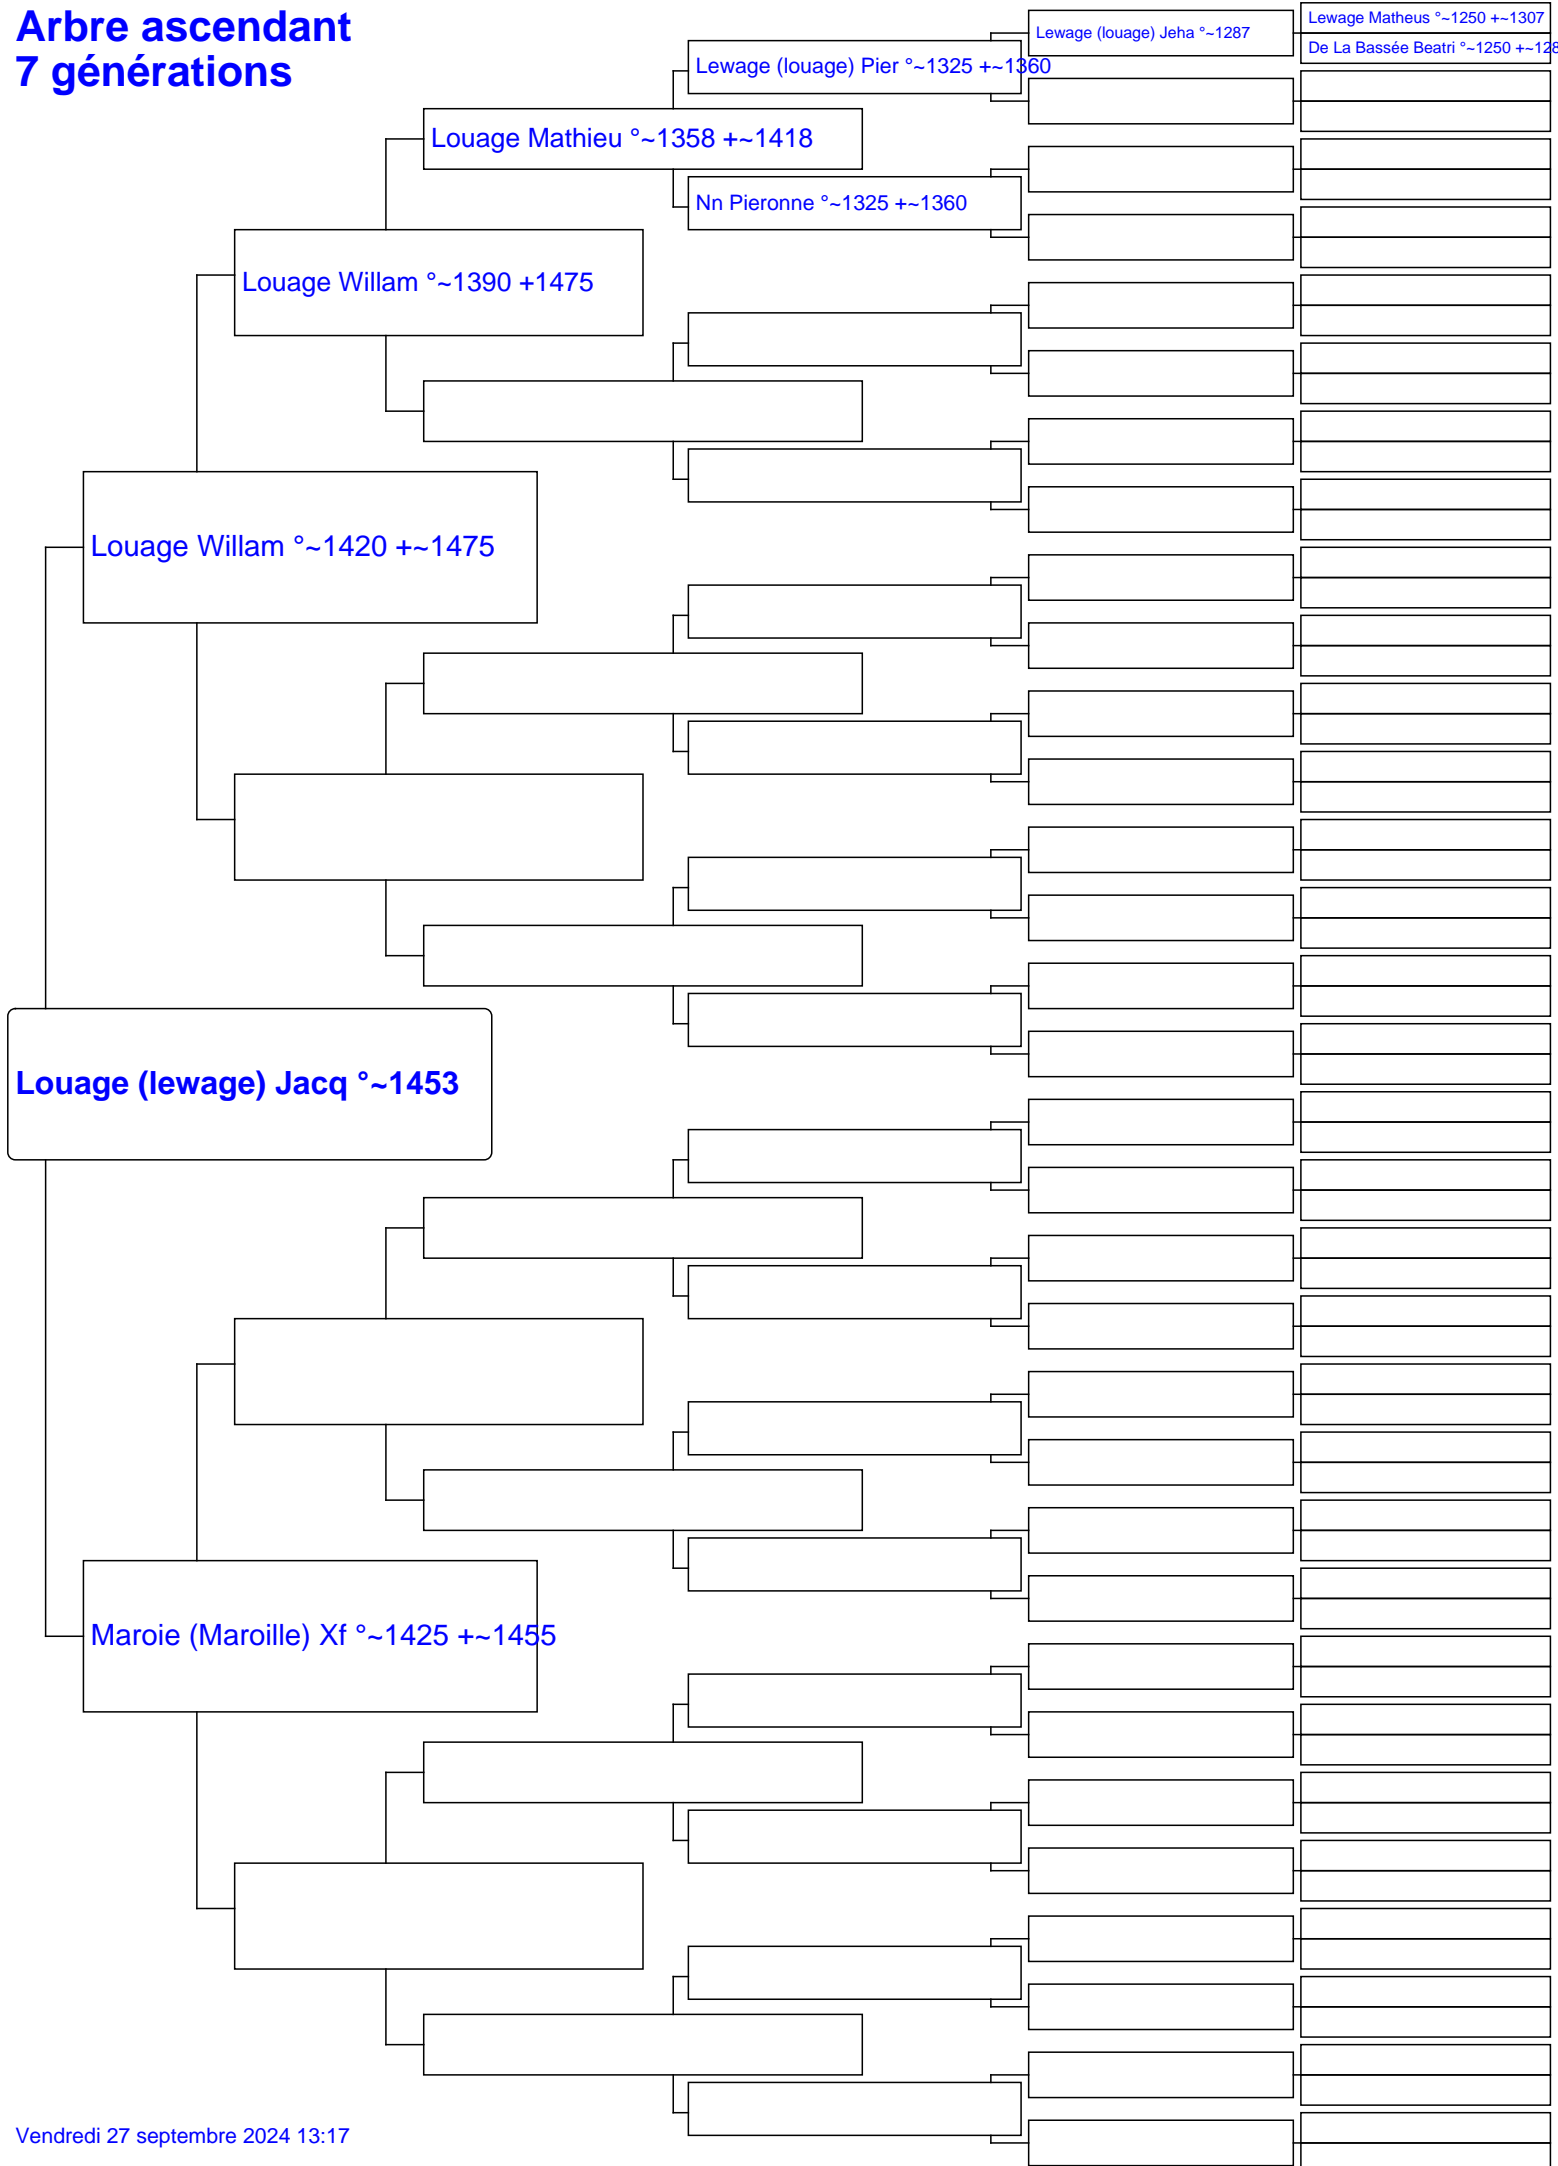 Arbre ascendant
7 générations
Lewage Matheus °~1250 +~1307
De La Bassée Beatri °~1250 +~128
Lewage (louage) Jeha °~1287
Lewage (louage) Pier °~1325 +~1360
Louage Mathieu °~1358 +~1418
Nn Pieronne °~1325 +~1360
Louage Willam °~1390 +1475
Louage Willam °~1420 +~1475
Louage (lewage) Jacq °~1453
Maroie (Maroille) Xf °~1425 +~1455
Vendredi 27 septembre 2024 13:17